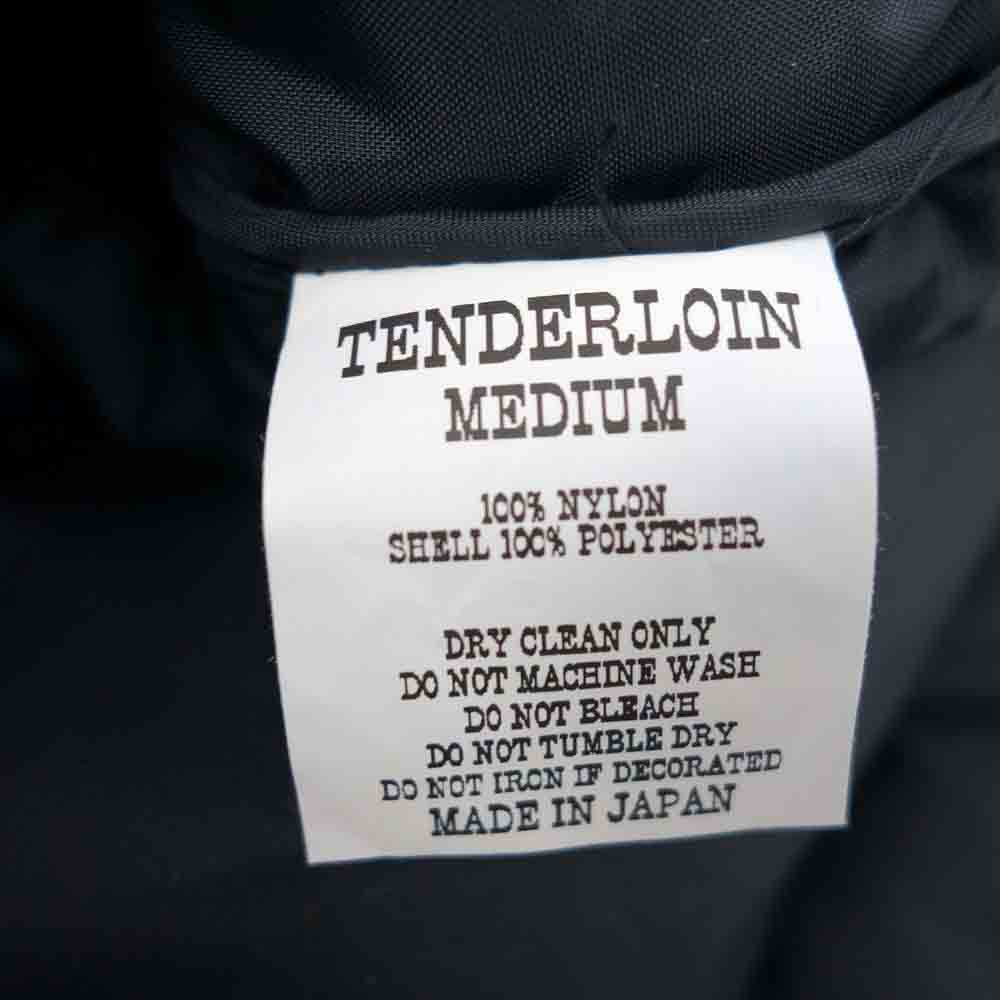 TENDERLOIN
MEDIUM
100% NYLON
SHELL 100% POLYESTER
DRY CLEAN ONLY
DO NOT MACHINE WASH
DO NOT BLEACH
DO NOT TUMBLE DRY
DO NOT IRON IF DECORATED
MADE IN JAPAN